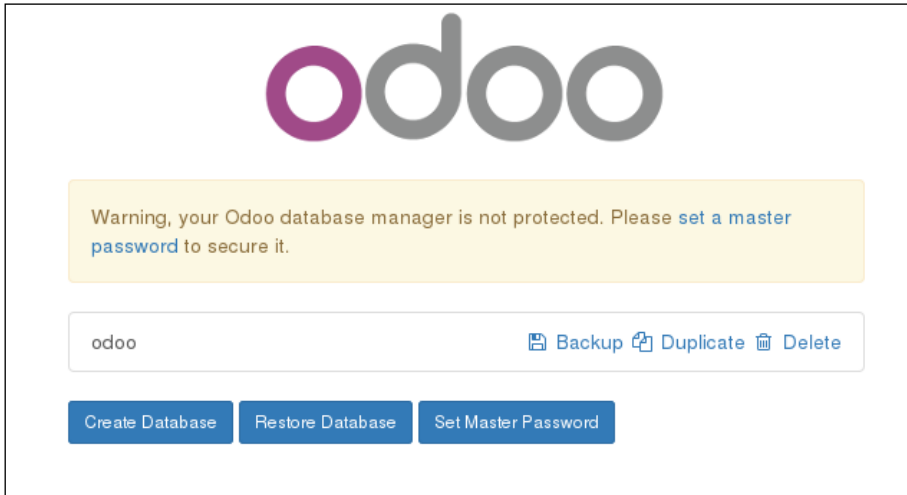 odoo
Warning, your Odoo database manager is not protected. Please set a master
password to secure it.
odoo Backup Duplicate Delete
Create Database Restore Database Set Master Password